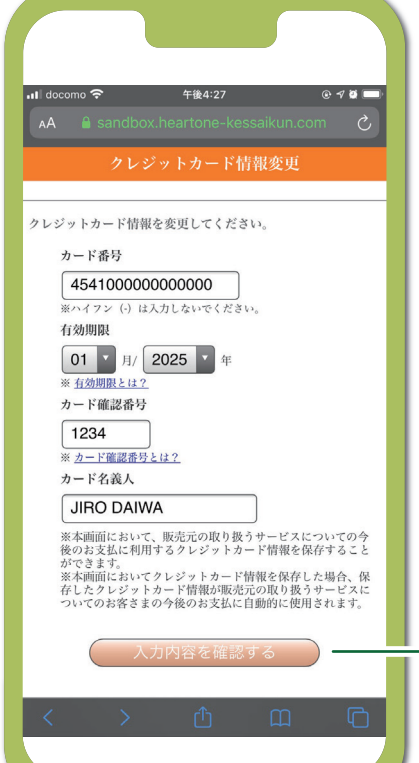 docomo 午後4:27
AA sandbox.heartone-kessaikun.com
クレジットカード情報変更
クレジットカード情報を変更してください。
カード番号
4541000000000000
※ハイフン (-) は入力しないでください。
有効期限
01 月/ 2025 年
※ 有効期限とは？
カード確認番号
1234
※ カード確認番号とは？
カード名義人
JIRO DAIWA
※本画面において、販売元の取り扱うサービスについての今
後のお支払に利用するクレジットカード情報を保存すること
ができます。
※本画面においてクレジットカード情報を保存した場合、保
存したクレジットカード情報が販売元の取り扱うサービスに
ついてのお客さまの今後のお支払に自動的に使用されます。
入力内容を確認する